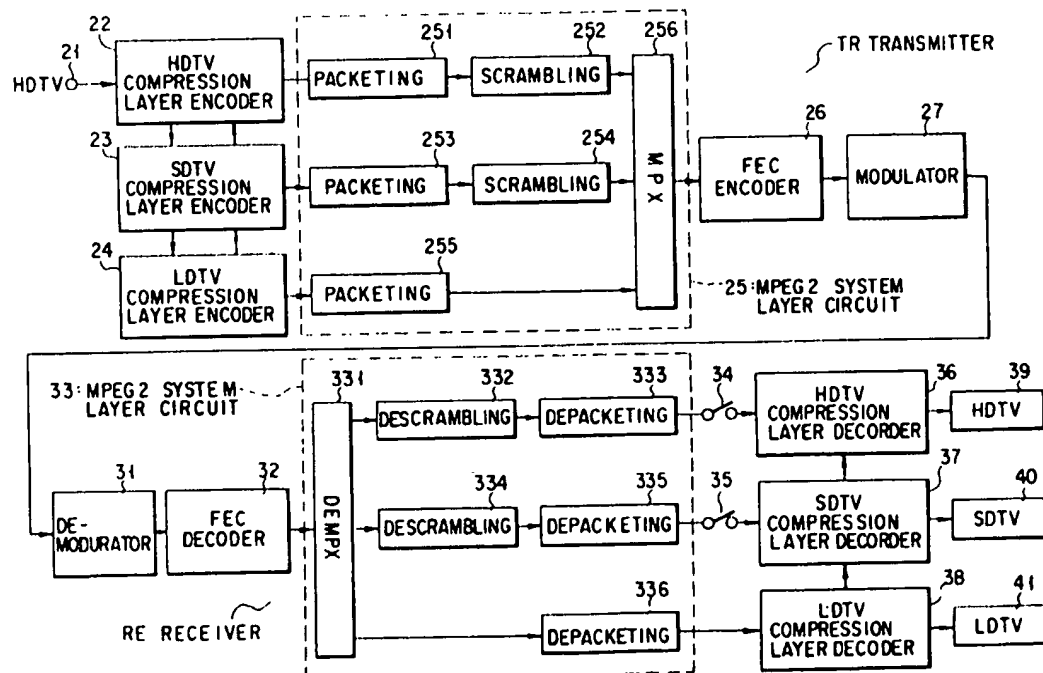 22
21
HDTV
HDTV
COMPRESSION
LAYER ENCODER
251
PACKETING
252
SCRAMBLING
256
MPX
TR TRANSMITTER
23
SDTV
COMPRESSION
LAYER ENCODER
253
PACKETING
254
SCRAMBLING
26
FEC
ENCODER
27
MODULATOR
24
LDTV
COMPRESSION
LAYER ENCODER
255
PACKETING
25:MPEG2 SYSTEM
LAYER CIRCUIT
33:MPEG2 SYSTEM
LAYER CIRCUIT
331
DEMPX
332
DESCRAMBLING
333
DEPACKETING
34
36
HDTV
COMPRESSION
LAYER DECORDER
39
HDTV
31
DE-
MODURATOR
32
FEC
DECODER
334
DESCRAMBLING
335
DEPACKETING
35
37
SDTV
COMPRESSION
LAYER DECORDER
40
SDTV
RE RECEIVER
336
DEPACKETING
38
LDTV
COMPRESSION
LAYER DECODER
41
LDTV